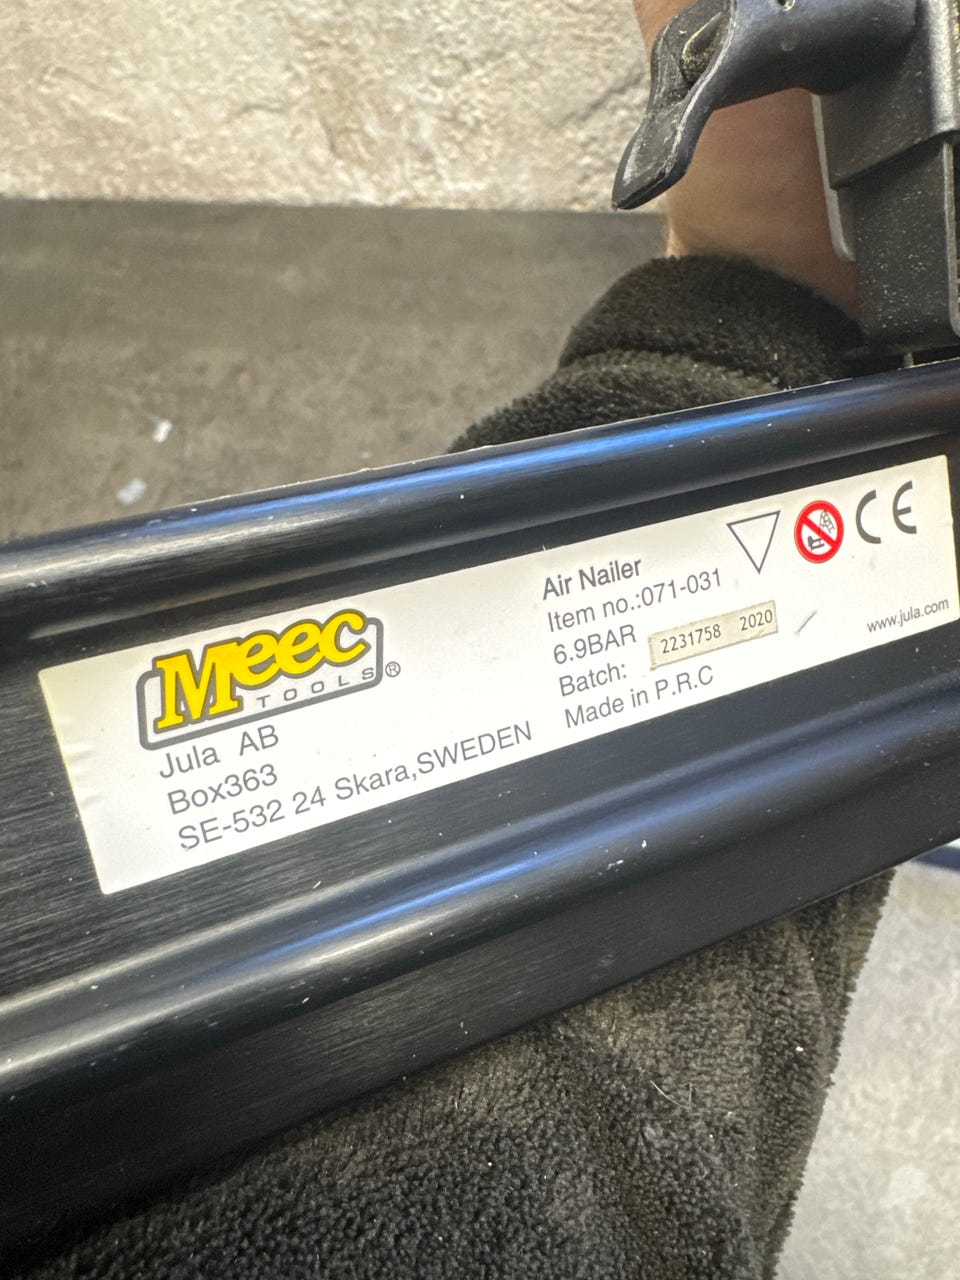 Meec
TOOLS®
Jula AB
Box363
SE-532 24 Skara,SWEDEN
Air Nailer
Item no.:071-031
6.9BAR
Batch: 2231758 2020
Made in P.R.C
CE
www.jula.com